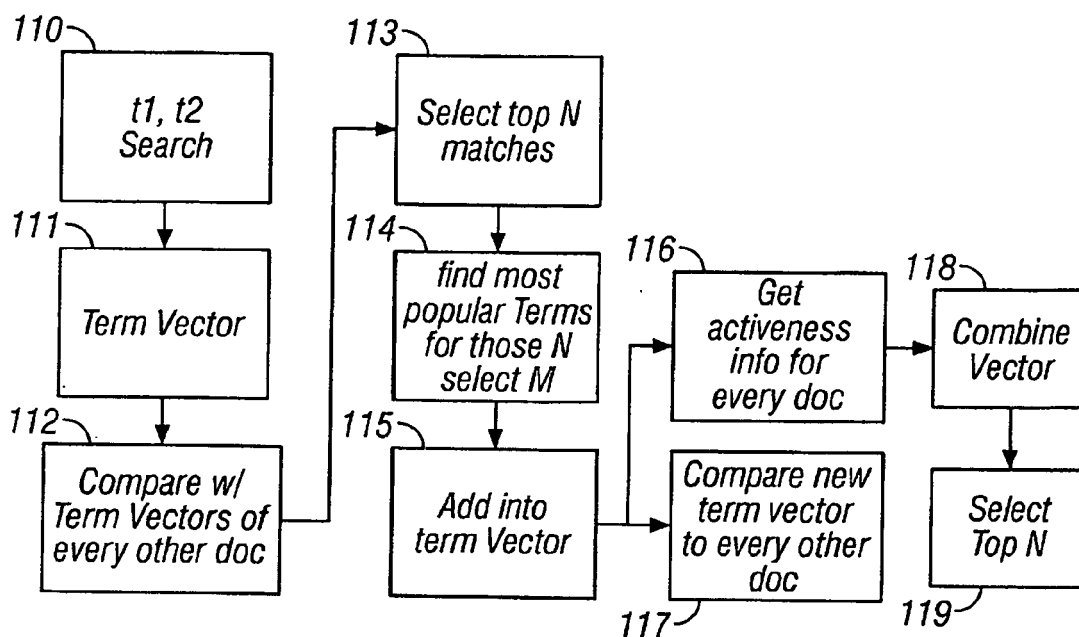 110
t1, t2
Search
111
Term Vector
112
Compare w/
Term Vectors of
every other doc
113
Select top N
matches
114
find most
popular Terms
for those N
select M
115
Add into
term Vector
116
Get
activeness
info for
every doc
Compare new
term vector
to every other
doc
117
118
Combine
Vector
Select
Top N
119